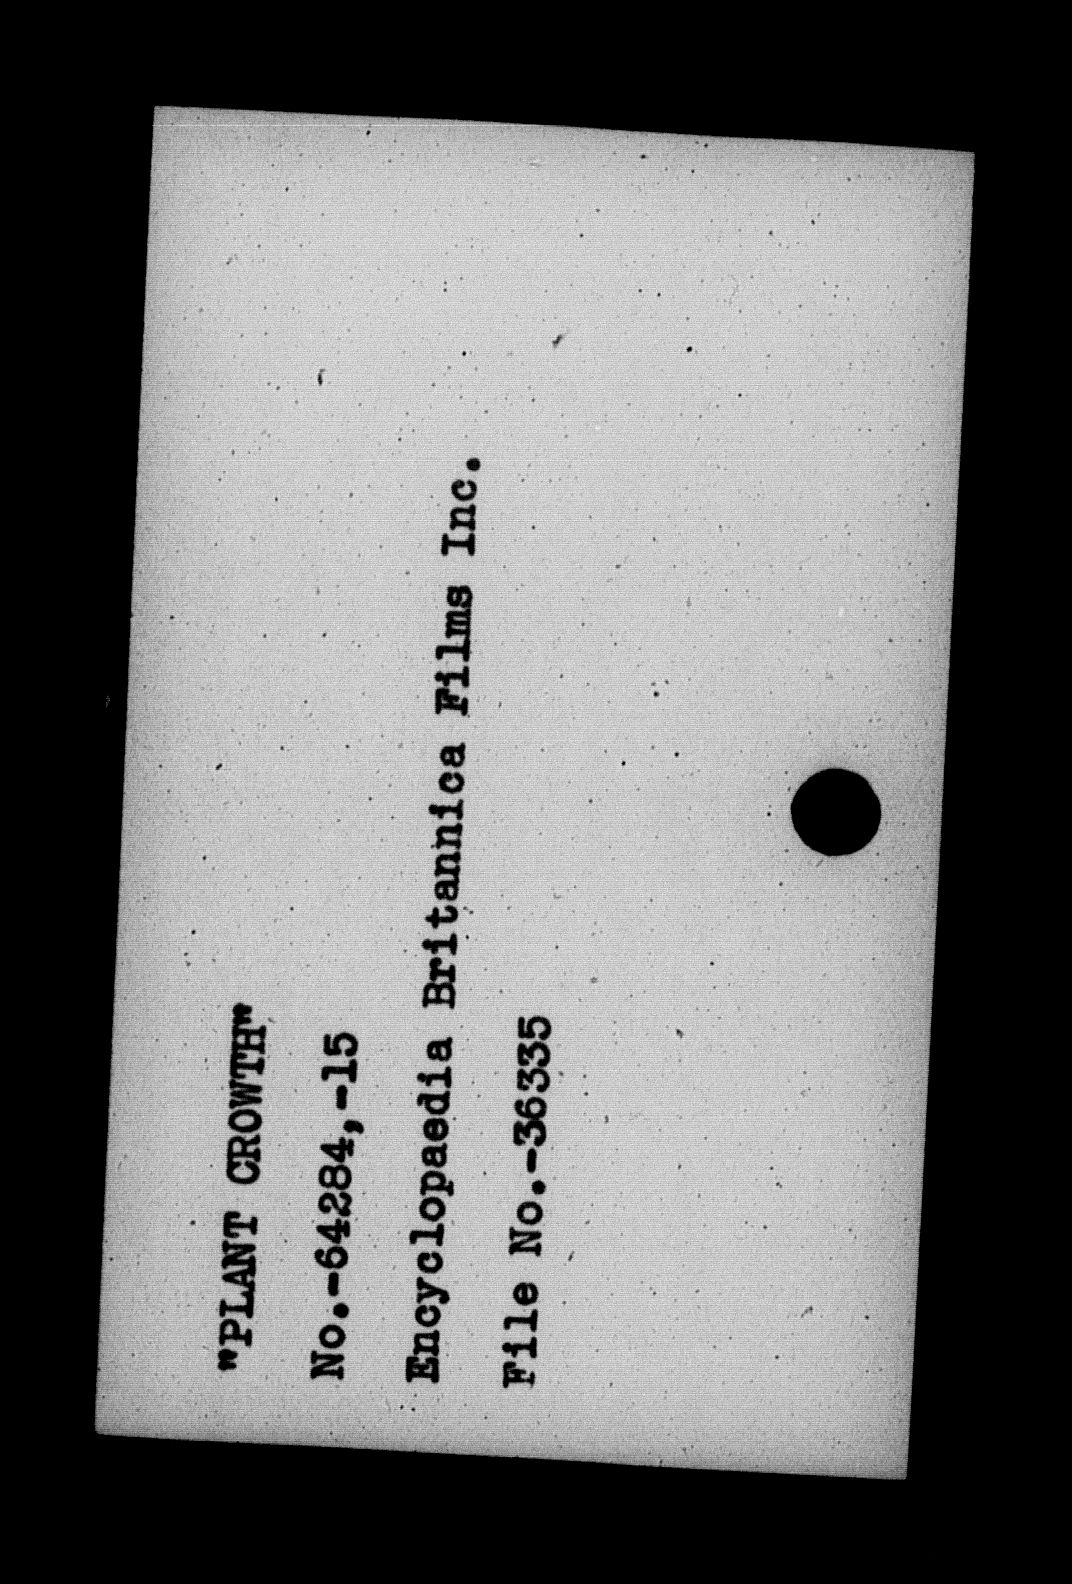 "PLANT CROWTH"
No.-64284,-15
Encyclopaedia Britannica Films Inc.
File No.-36335